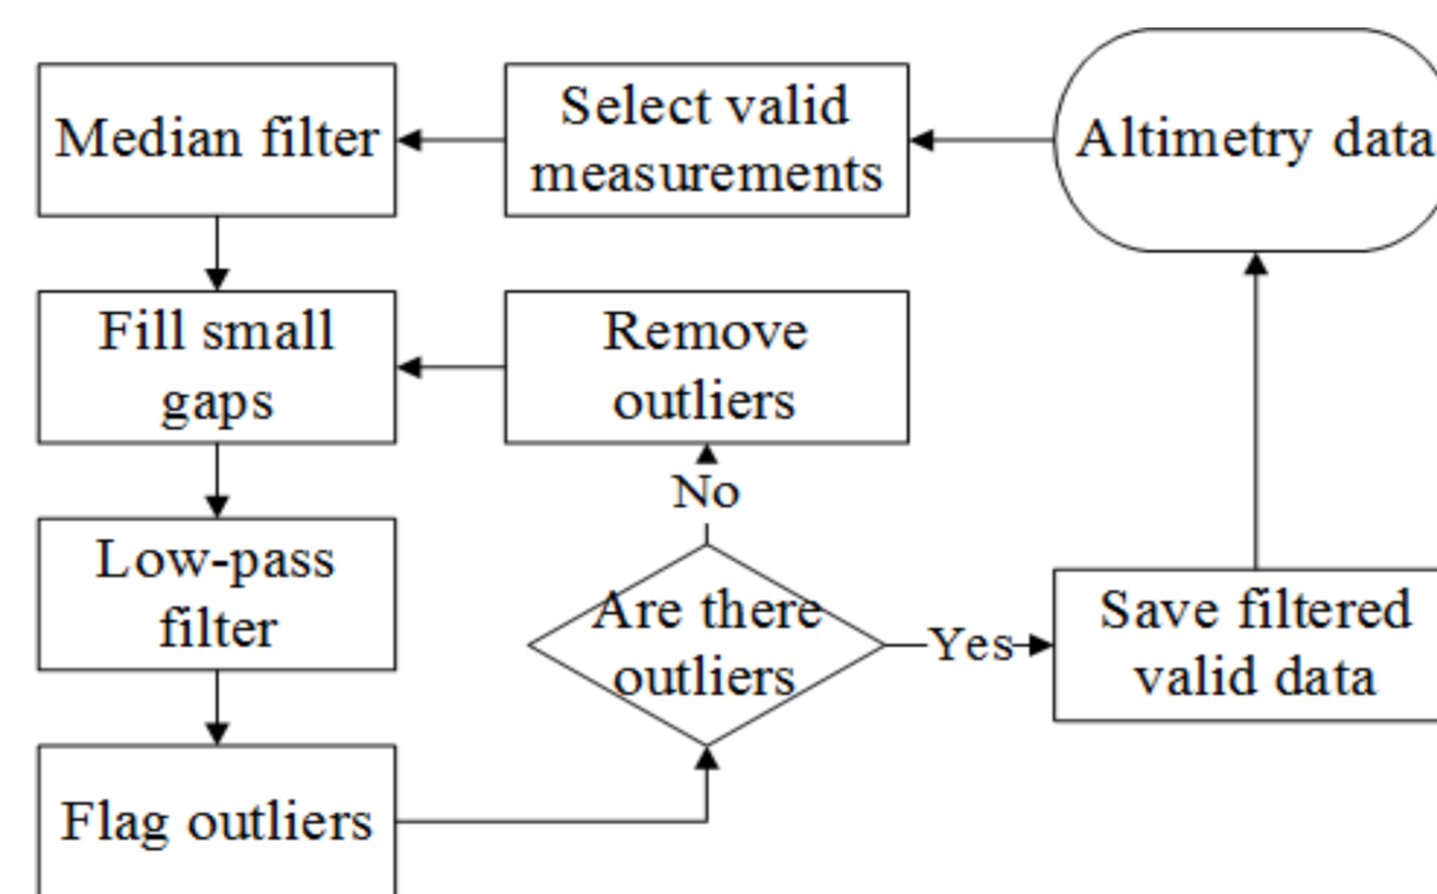 Median filter
Select valid
measurements
Altimetry data
Fill small
gaps
Remove
outliers
No
Low-pass
filter
Are there
outliers
Yes
Save filtered
valid data
Flag outliers